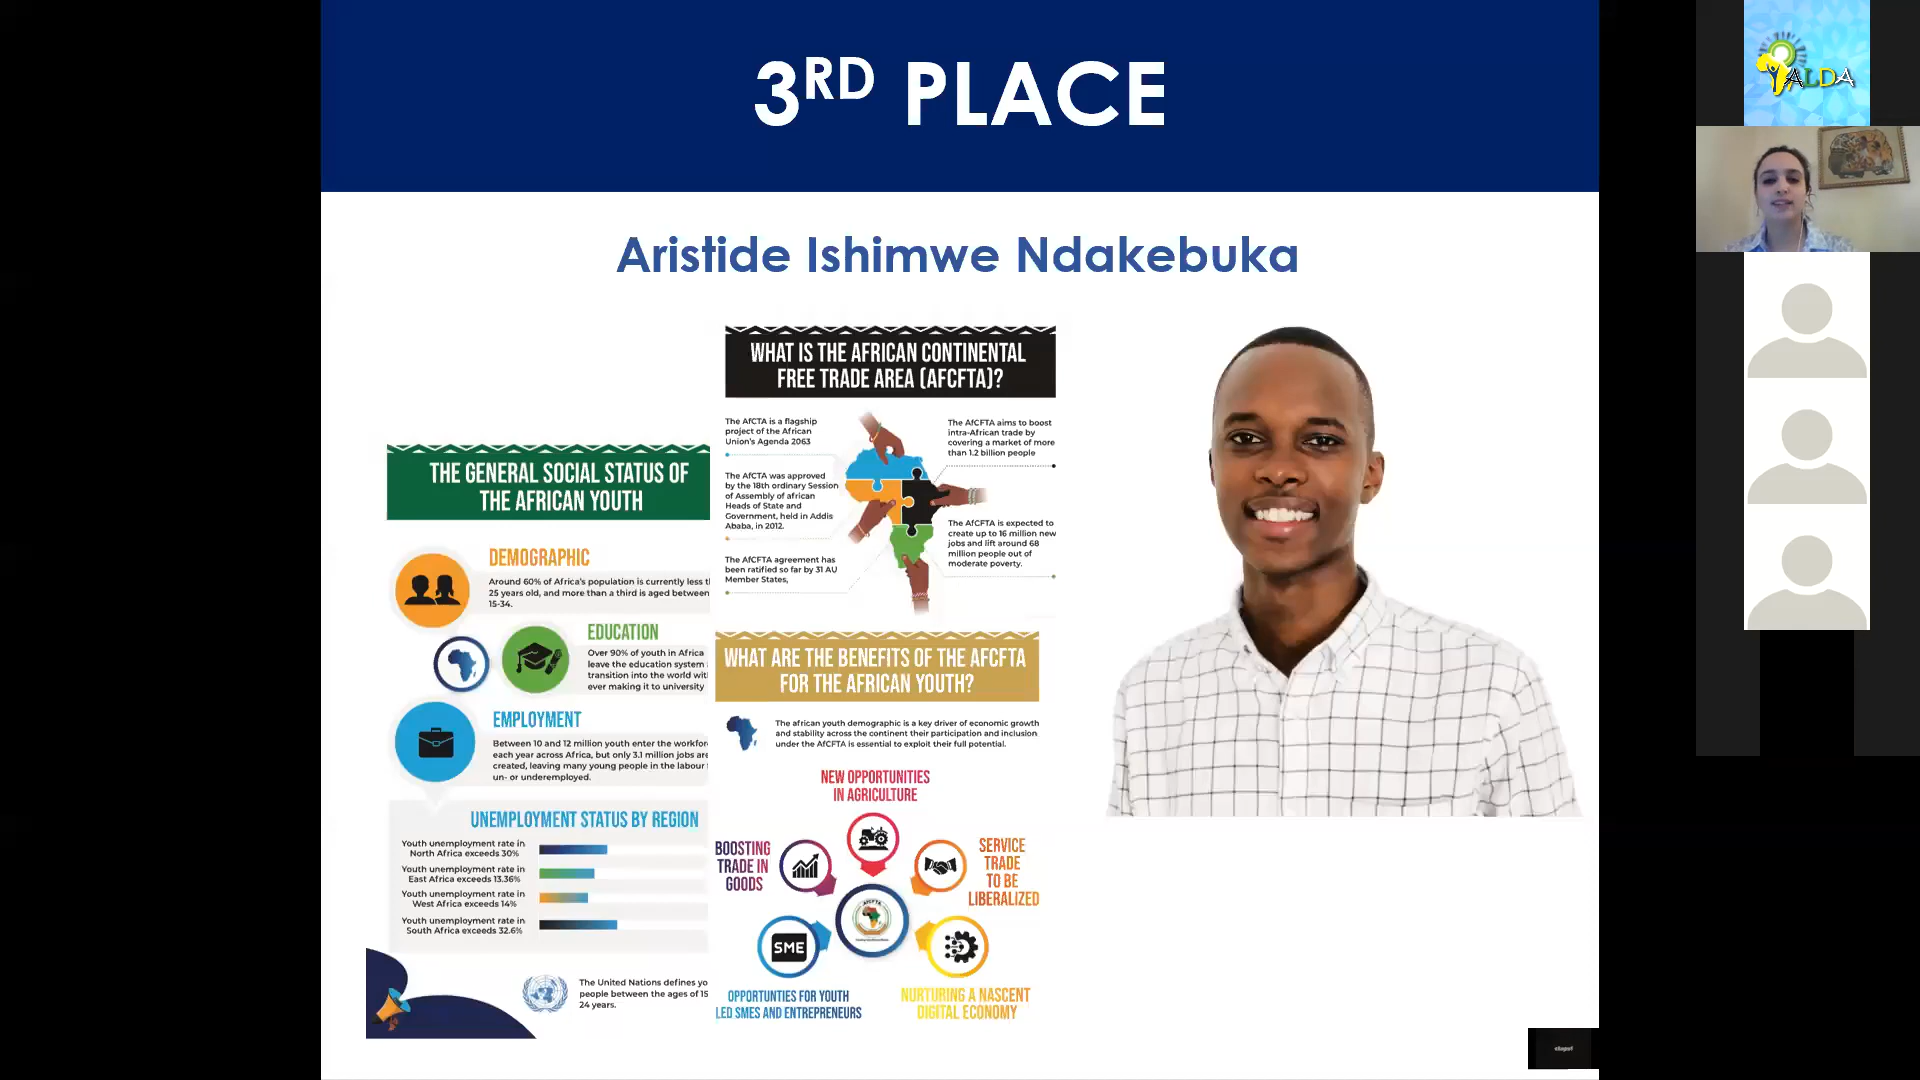 3RD PLACE
Aristide Ishimwe Ndakebuka
THE GENERAL SOCIAL STATUS OF
THE AFRICAN YOUTH
DEMOGRAPHIC
Around 60% of Africa's population is currently less
25 years old, and more than a third is aged between
15-34.
EDUCATION
Over 90% of youth in Africa
leave the education system
transition into the world
ever making it to university
EMPLOYMENT
Between 10 and 12 million youth enter the
each year across Africa, but only 3.1 million jobs
created, leaving many young people in the labour
un- or underemployed.
UNEMPLOYMENT STATUS BY REGION
Youth unemployment rate in
North Africa exceeds 30%
Youth unemployment rate in
East Africa exceeds 13.36%
Youth unemployment rate in
West Africa exceeds 14%
Youth unemployment rate in
South Africa exceeds 32.6%
The United Nations defines
people between the ages of 15
24 years.
WHAT IS THE AFRICAN CONTINENTAL
FREE TRADE AREA (AFCFTA)?
The AfCTA is a flagship
project of the African
Union's Agenda 2063
The AfCTA was approved
by the 18th ordinary Session
of Assembly of african
Heads of State and
Government, held in Addis
Ababa, in 2012.
The AfCFTA agreement has
been ratified so far by 31 AU
Member States,
The AfCFTA aims to boost
intra-African trade by
covering a market of more
than 1.2 billion people
The AfCFTA is expected to
create up to 16 million new
jobs and lift around 68
million people out of
moderate poverty.
WHAT ARE THE BENEFITS OF THE AFCFTA
FOR THE AFRICAN YOUTH?
The african youth demographic is a key driver of economic growth
and stability across the continent their participation and inclusion
under the AfCFTA is essential to exploit their full potential.
NEW OPPORTUNITIES
IN AGRICULTURE
BOOSTING
TRADE IN
GOODS
SERVICE
TRADE
TO BE
LIBERALIZED
AFCFTA
SME
OPPORTUNTIES FOR YOUTH
LED SMES AND ENTREPRENEURS
NURTURING A NASCENT
DIGITAL ECONOMY
ALDA